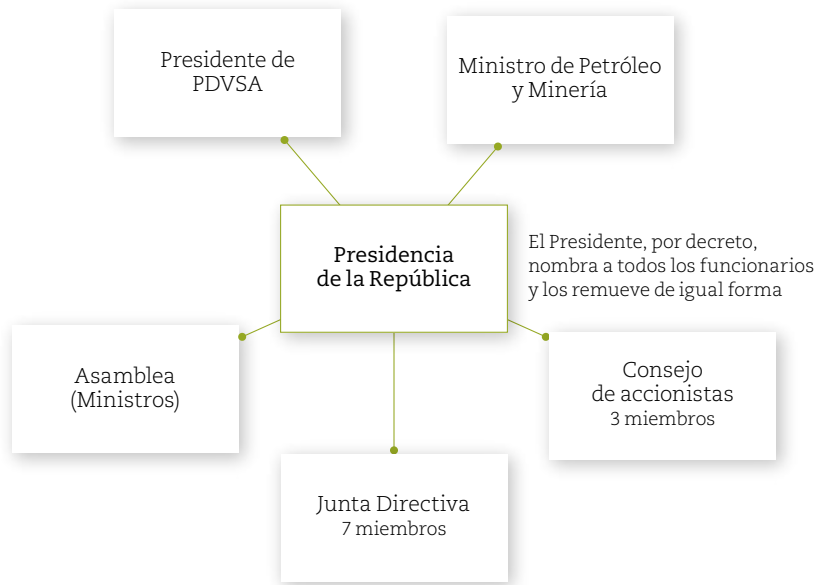 Presidente de
PDVSA
Ministro de Petróleo
y Minería
Presidencia
de la República
El Presidente, por decreto,
nombra a todos los funcionarios
y los remueve de igual forma
Asamblea
(Ministros)
Consejo
de accionistas
3 miembros
Junta Directiva
7 miembros